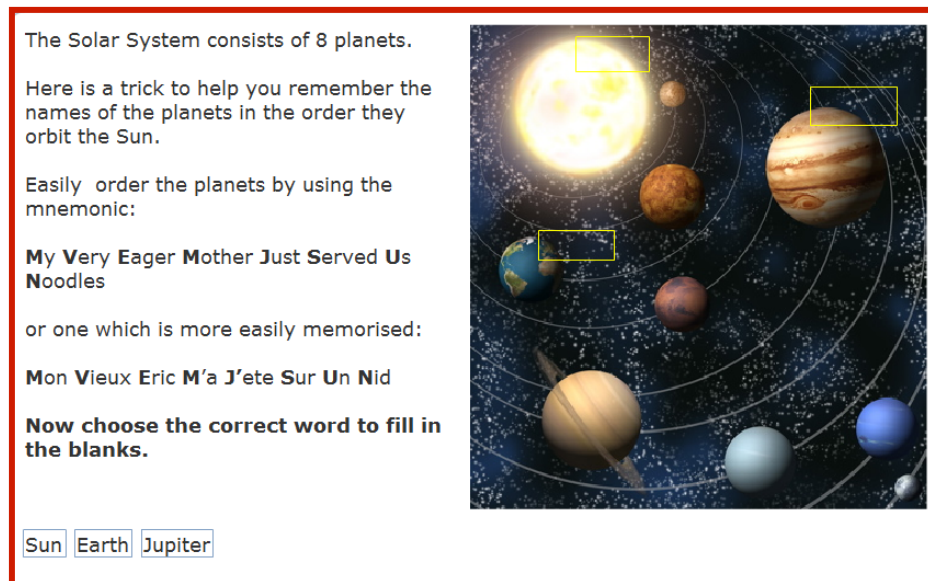 The Solar System consists of 8 planets.
Here is a trick to help you remember the
names of the planets in the order they
orbit the Sun.
Easily  order the planets by using the
mnemonic:
My Very Eager Mother Just Served Us
Noodles
or one which is more easily memorised:
Mon Vieux Eric M’a J’ete Sur Un Nid
Now choose the correct word to fill in
the blanks.
Sun Earth Jupiter